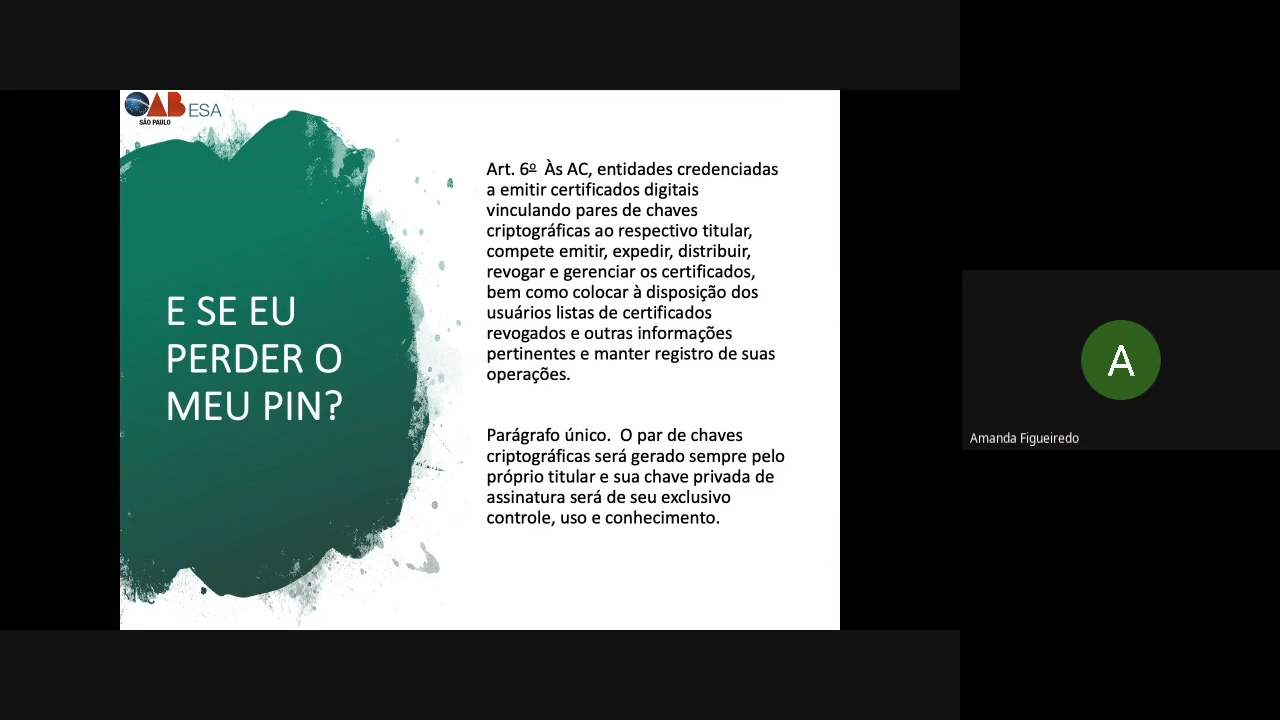 OAB ESA
SÃO PAULO
E SE EU
PERDER O
MEU PIN?
Art. 6º  Às AC, entidades credenciadas
a emitir certificados digitais
vinculando pares de chaves
criptográficas ao respectivo titular,
compete emitir, expedir, distribuir,
revogar e gerenciar os certificados,
bem como colocar à disposição dos
usuários listas de certificados
revogados e outras informações
pertinentes e manter registro de suas
operações.
Parágrafo único.  O par de chaves
criptográficas será gerado sempre pelo
próprio titular e sua chave privada de
assinatura será de seu exclusivo
controle, uso e conhecimento.
A
Amanda Figueiredo